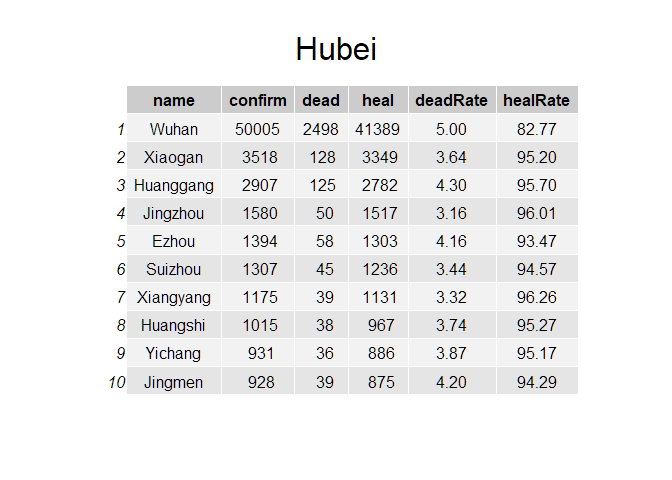 Hubei
name confirm dead heal deadRate healRate
1 Wuhan 50005 2498 41389 5.00 82.77
2 Xiaogan 3518 128 3349 3.64 95.20
3 Huanggang 2907 125 2782 4.30 95.70
4 Jingzhou 1580 50 1517 3.16 96.01
5 Ezhou 1394 58 1303 4.16 93.47
6 Suizhou 1307 45 1236 3.44 94.57
7 Xiangyang 1175 39 1131 3.32 96.26
8 Huangshi 1015 38 967 3.74 95.27
9 Yichang 931 36 886 3.87 95.17
10 Jingmen 928 39 875 4.20 94.29